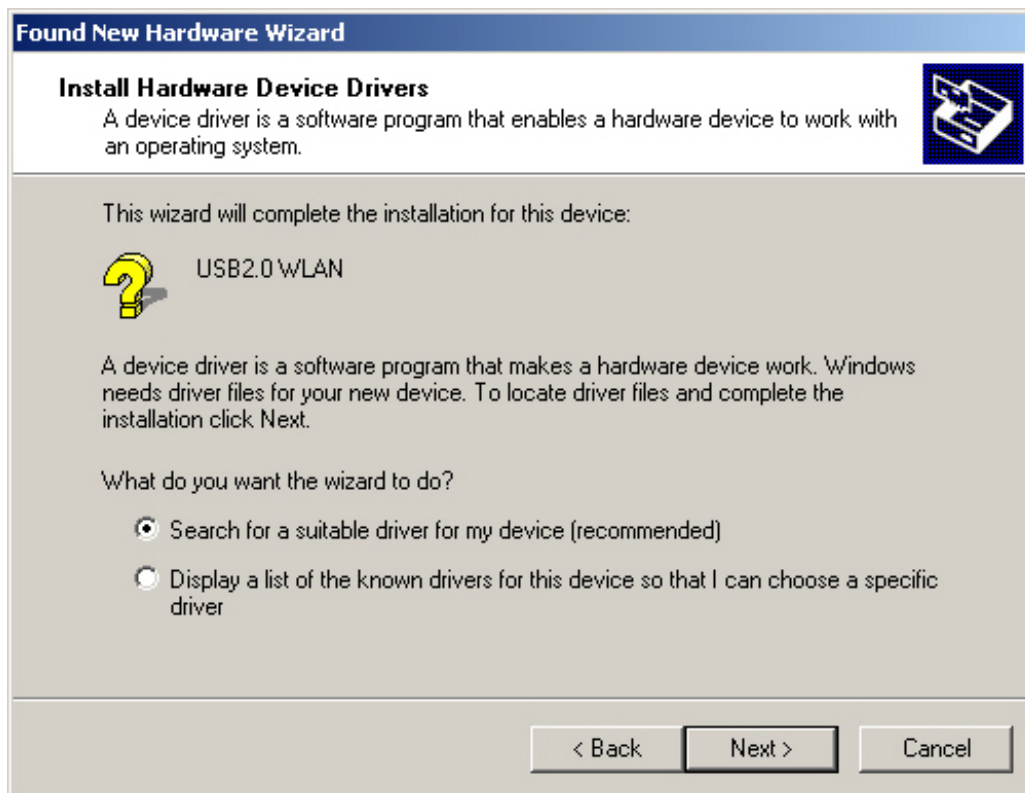 Found New Hardware Wizard
Install Hardware Device Drivers
A device driver is a software program that enables a hardware device to work with
an operating system.
This wizard will complete the installation for this device:
USB2.0 WLAN
A device driver is a software program that makes a hardware device work. Windows
needs driver files for your new device. To locate driver files and complete the
installation click Next.
What do you want the wizard to do?
Search for a suitable driver for my device (recommended)
Display a list of the known drivers for this device so that I can choose a specific
driver
< Back Next > Cancel